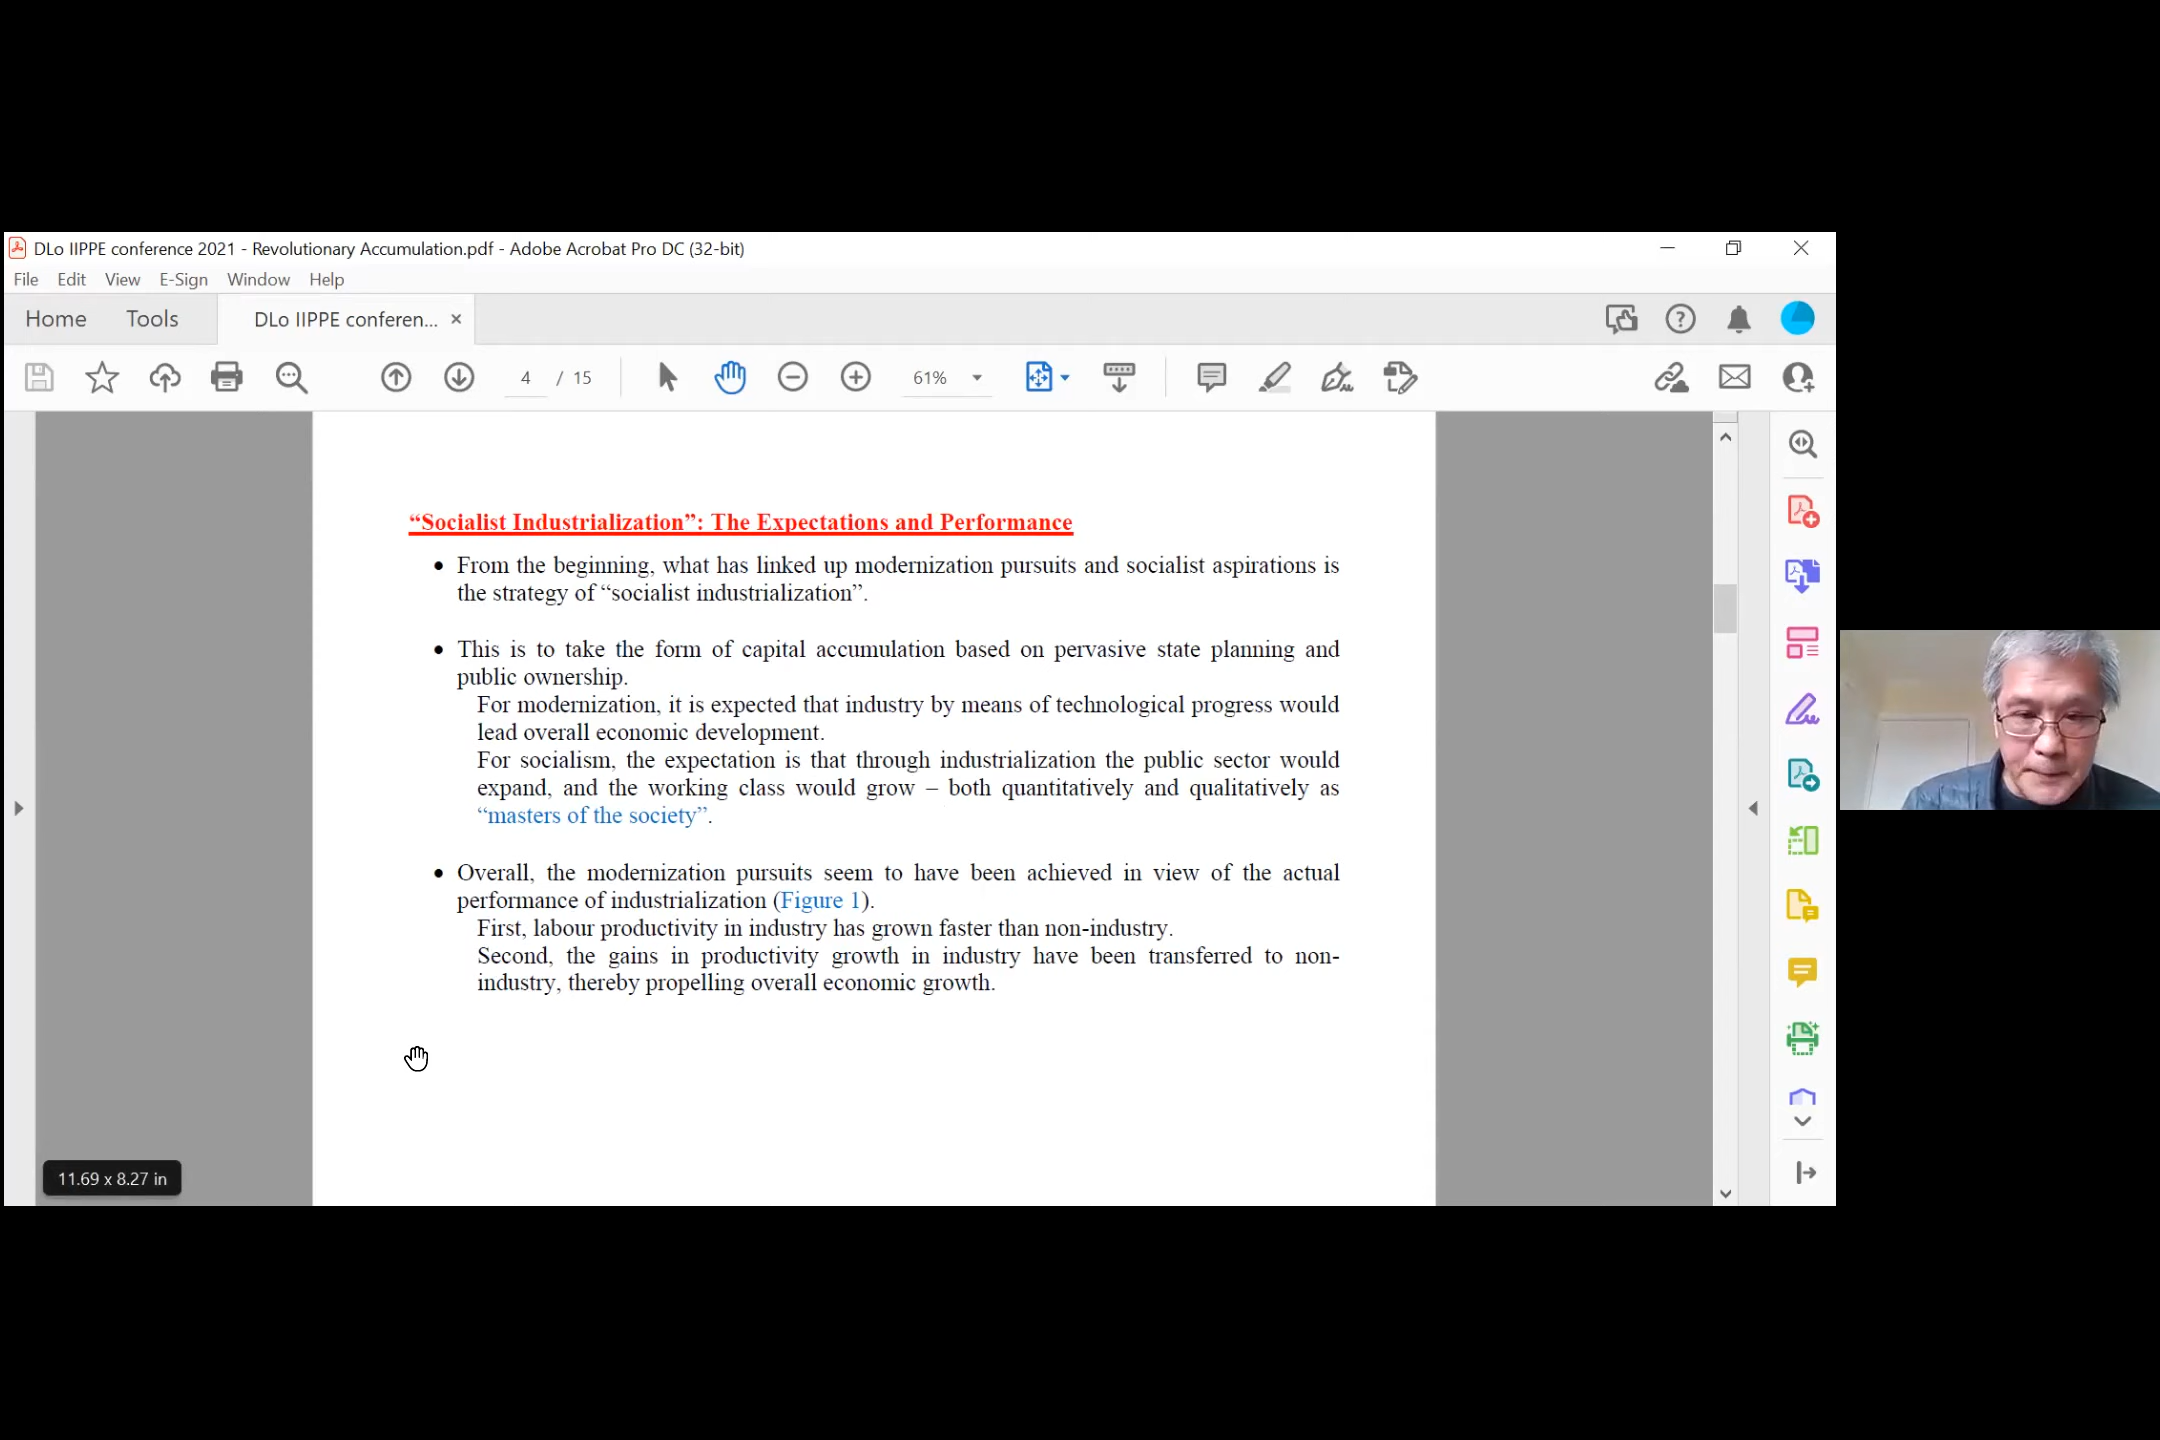 DLo IIPPE conference 2021 - Revolutionary Accumulation.pdf - Adobe Acrobat Pro DC (32-bit)
File Edit View E-Sign Window Help
Home Tools DLo IIPPE conferen... ×
4 / 15 61%
“Socialist Industrialization”: The Expectations and Performance
• From the beginning, what has linked up modernization pursuits and socialist aspirations is
the strategy of “socialist industrialization”.
• This is to take the form of capital accumulation based on pervasive state planning and
public ownership.
For modernization, it is expected that industry by means of technological progress would
lead overall economic development.
For socialism, the expectation is that through industrialization the public sector would
expand, and the working class would grow – both quantitatively and qualitatively as
“masters of the society”.
• Overall, the modernization pursuits seem to have been achieved in view of the actual
performance of industrialization (Figure 1).
First, labour productivity in industry has grown faster than non-industry.
Second, the gains in productivity growth in industry have been transferred to non-
industry, thereby propelling overall economic growth.
11.69 x 8.27 in